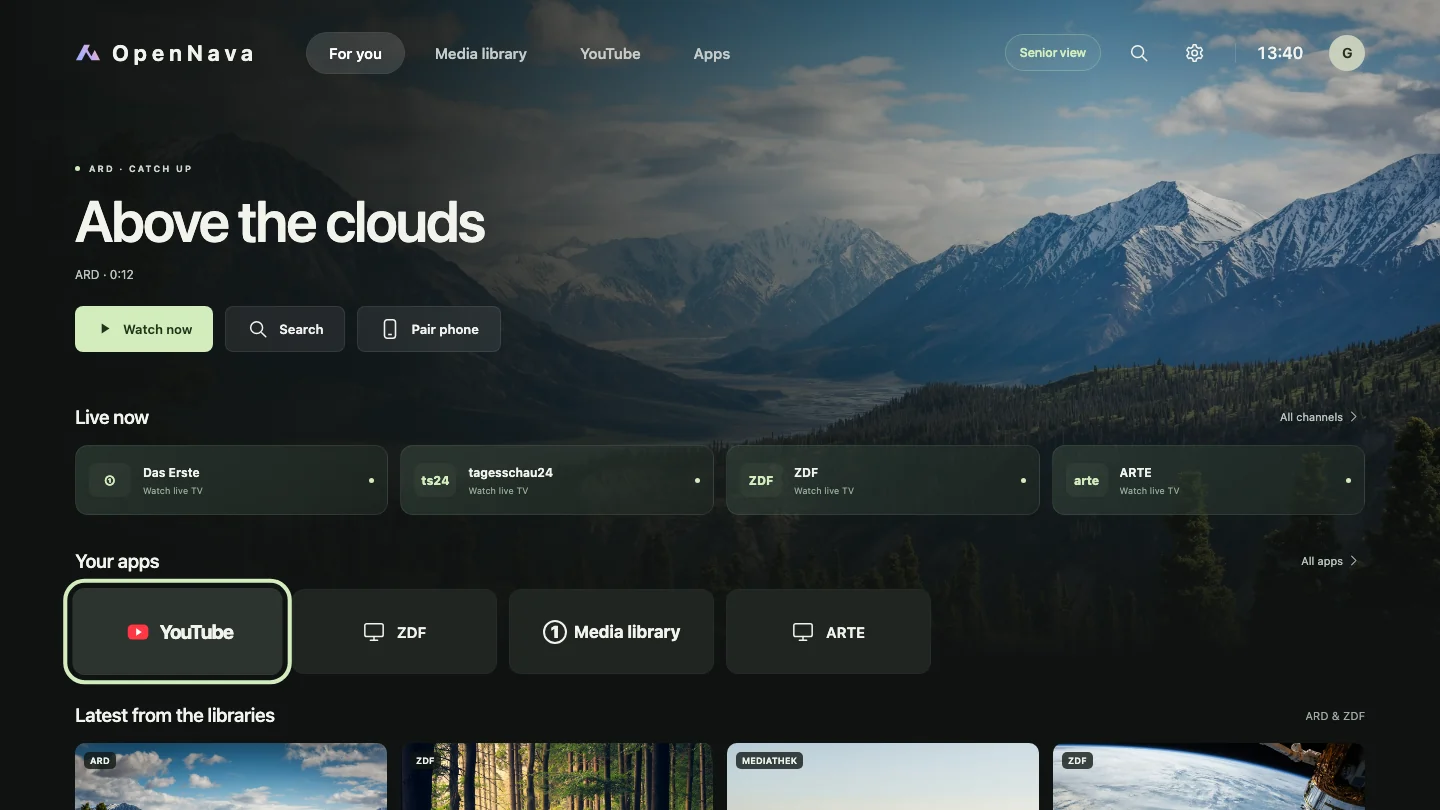 OpenNava
For you
Media library
YouTube
Apps
Senior view
13:40
G
ARD · CATCH UP
Above the clouds
ARD · 0:12
Watch now
Search
Pair phone
Live now
All channels
1
Das Erste
Watch live TV
ts24
tagesschau24
Watch live TV
ZDF
ZDF
Watch live TV
arte
ARTE
Watch live TV
Your apps
All apps
YouTube
ZDF
1 Media library
ARTE
Latest from the libraries
ARD & ZDF
ARD
ZDF
MEDIATHEK
ZDF